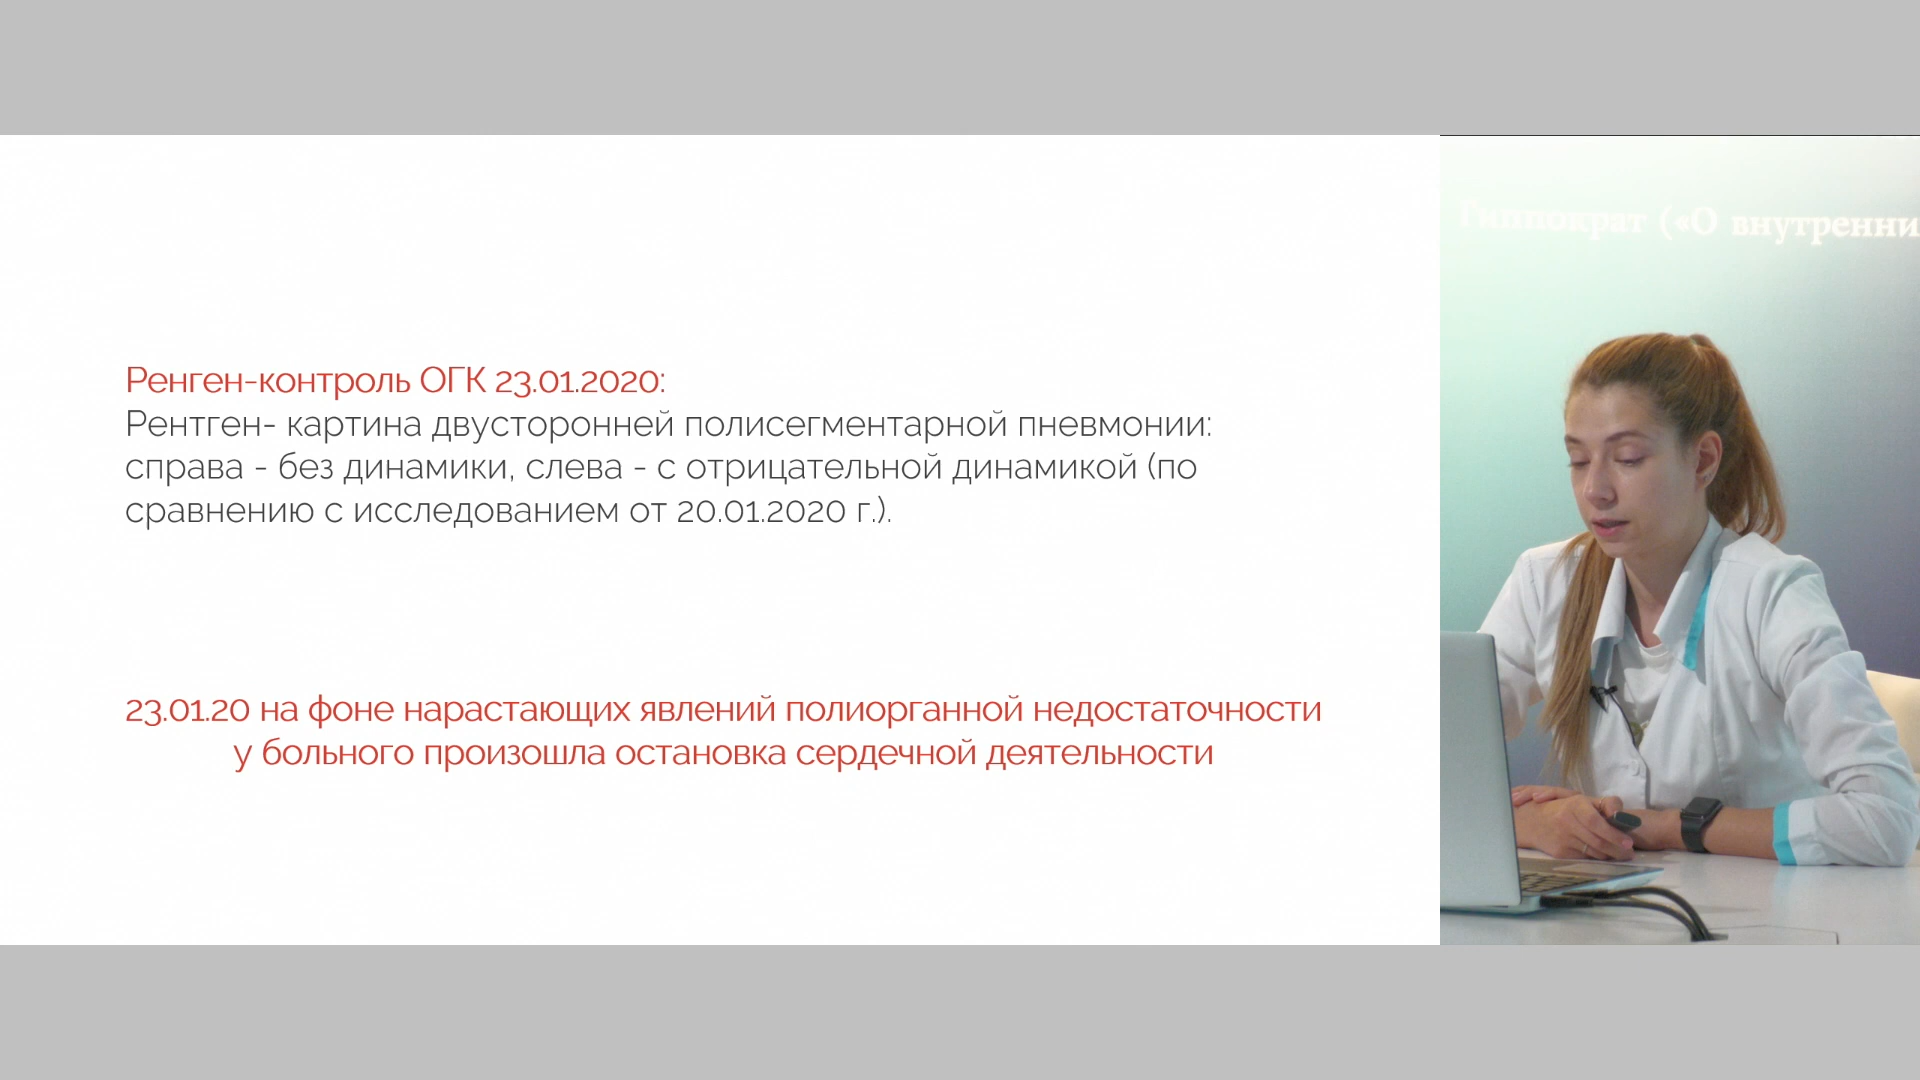 Ренген-контроль ОГК 23.01.2020:
Рентген- картина двусторонней полисегментарной пневмонии:
справа - без динамики, слева - с отрицательной динамикой (по
сравнению с исследованием от 20.01.2020 г.).
23.01.20 на фоне нарастающих явлений полиорганной недостаточности
у больного произошла остановка сердечной деятельности
Гиппократ («О внутренни